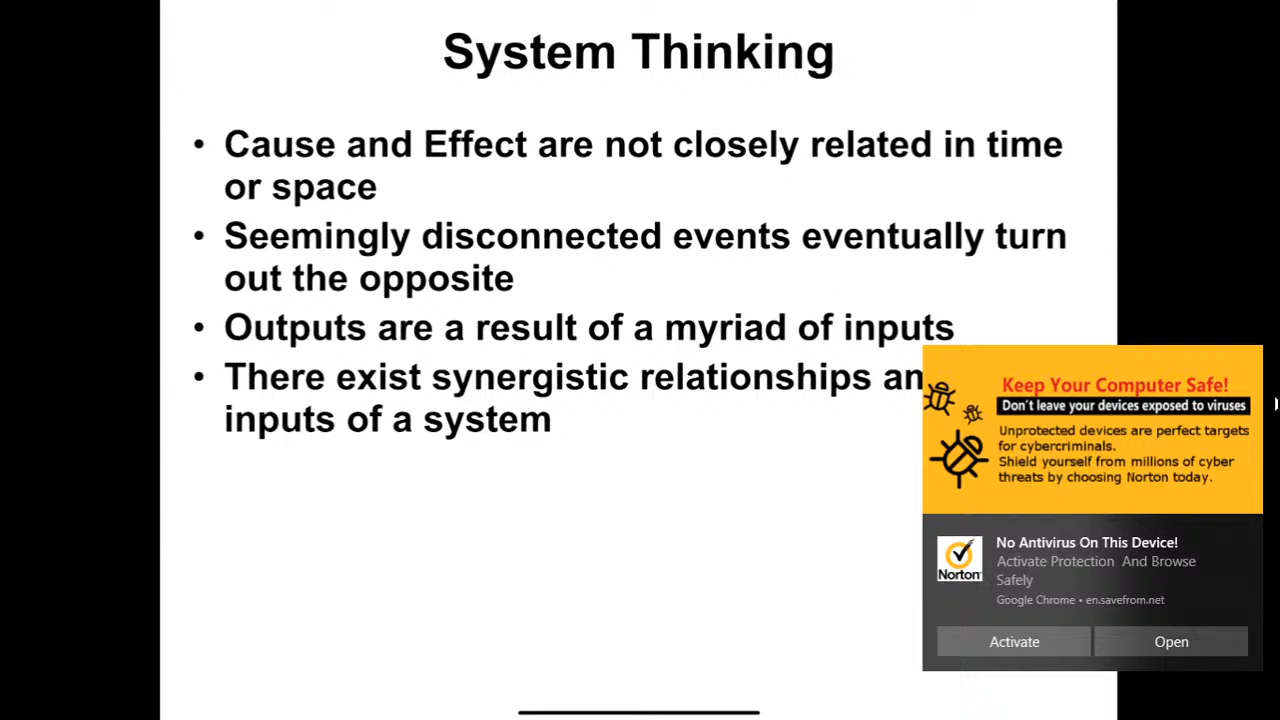 System Thinking
• Cause and Effect are not closely related in time
or space
• Seemingly disconnected events eventually turn
out the opposite
• Outputs are a result of a myriad of inputs
• There exist synergistic relationships
inputs of a system
Keep Your Computer Safe!
Don't leave your devices exposed to viruses
Unprotected devices are perfect targets
for cybercriminals.
Shield yourself from millions of cyber
threats by choosing Norton today.
Norton
No Antivirus On This Device!
Activate Protection And Browse
Safely
Google Chrome • en.savefrom.net
Activate
Open